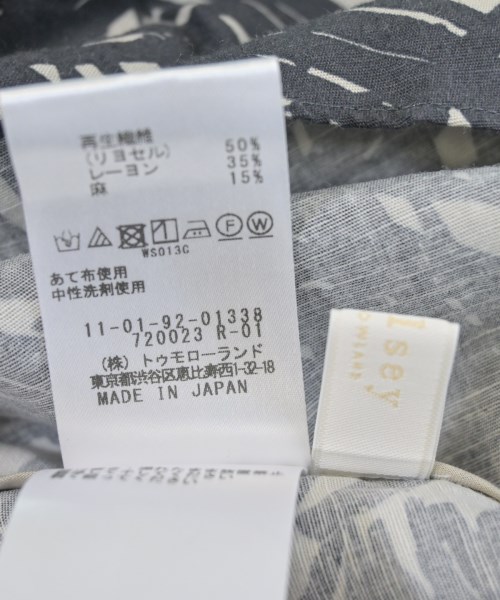 再生繊維
(リヨセル) 50%
レーヨン 35%
麻 15%
WS013C
あて布使用
中性洗剤使用
11-01-92-01338
720023 R-01
(株) トゥモローランド
東京都渋谷区恵比寿西1-32-18
MADE IN JAPAN